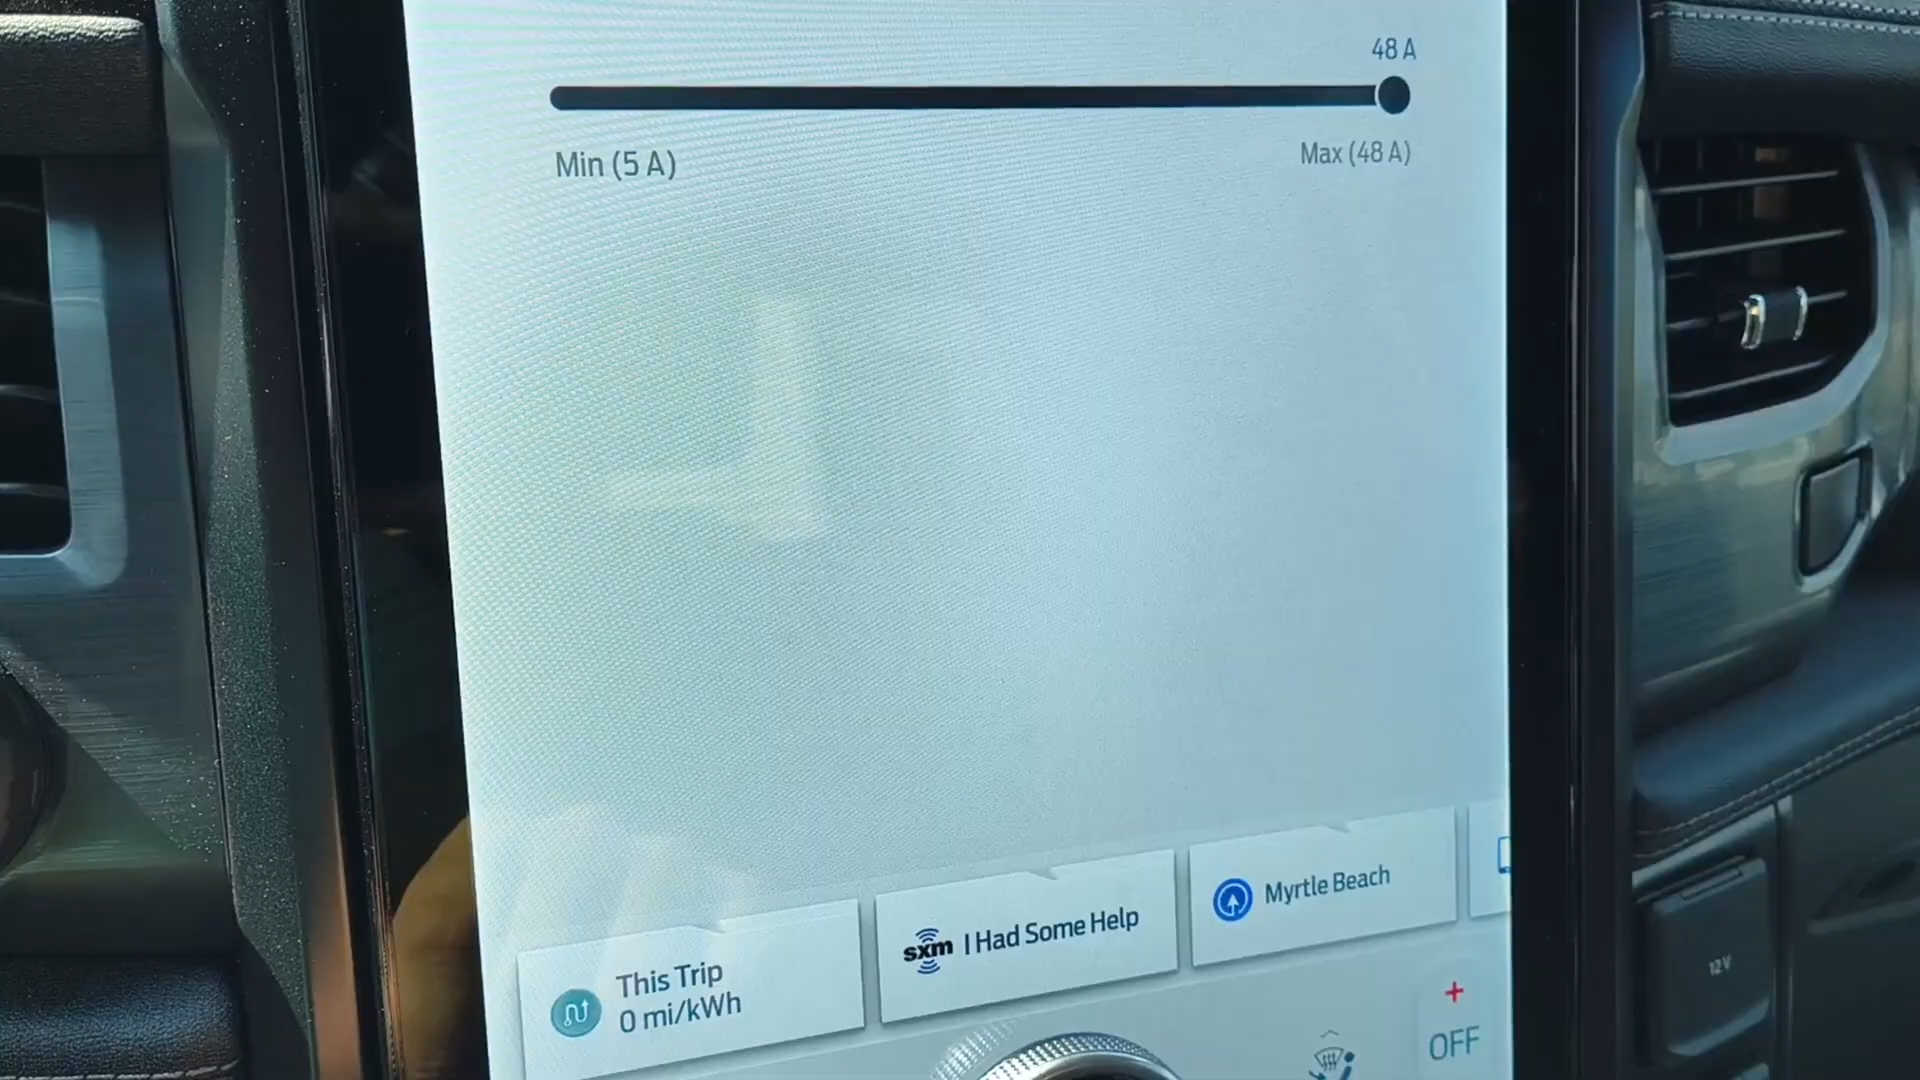 48 A
Min (5 A)
Max (48 A)
This Trip
0 mi/kWh
sxm I Had Some Help
Myrtle Beach
+
OFF
12V